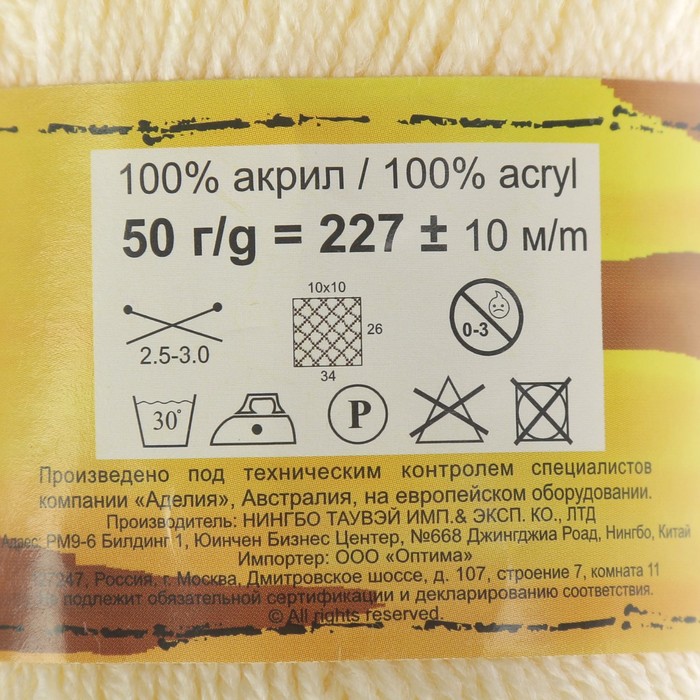 100% акрил / 100% acryl
50 г/g = 227 ± 10 м/m
10x10
26
0-3
2.5-3.0
34
30°
P
Произведено под техническим контролем специалистов
компании «Аделия», Австралия, на европейском оборудовании.
Производитель: НИНГБО ТАУВЭЙ ИМП.& ЭКСП. КО., ЛТД
РМ9-6 Билдинг 1, Юинчен Бизнес Центер, №668 Джингджиа Роад, Нингбо, Китай
Импортер: ООО «Оптима»
127247, Россия, г. Москва, Дмитровское шоссе, д. 107, строение 7, комната 11
Не подлежит обязательной сертификации и декларированию соответствия.
© All rights reserved.